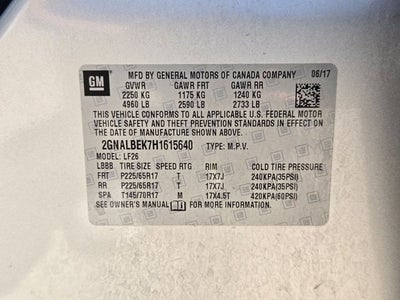 GM
MFD BY GENERAL MOTORS OF CANADA COMPANY 06/17
GVWR GAWR FRT GAWR RR
2250 KG 1175 KG 1240 KG
4960 LB 2590 LB 2733 LB
THIS VEHICLE CONFORMS TO ALL APPLICABLE U.S. FEDERAL MOTOR
VEHICLE SAFETY AND THEFT PREVENTION STANDARDS IN EFFECT ON
THE DATE OF MANUFACTURE SHOWN ABOVE.
2GNALBEK7H1615640 TYPE: M.P.V.
MODEL: LF26
LBBB TIRE SIZE SPEED RTG RIM COLD TIRE PRESSURE
FRT P225/65R17 T 17X7J 240KPA(35PSI)
RR P225/65R17 T 17X7J 240KPA(35PSI)
SPA T145/70R17 M 17X4.5T 420KPA(60PSI)
SEE OWNER'S MANUAL FOR MORE INFORMATION.